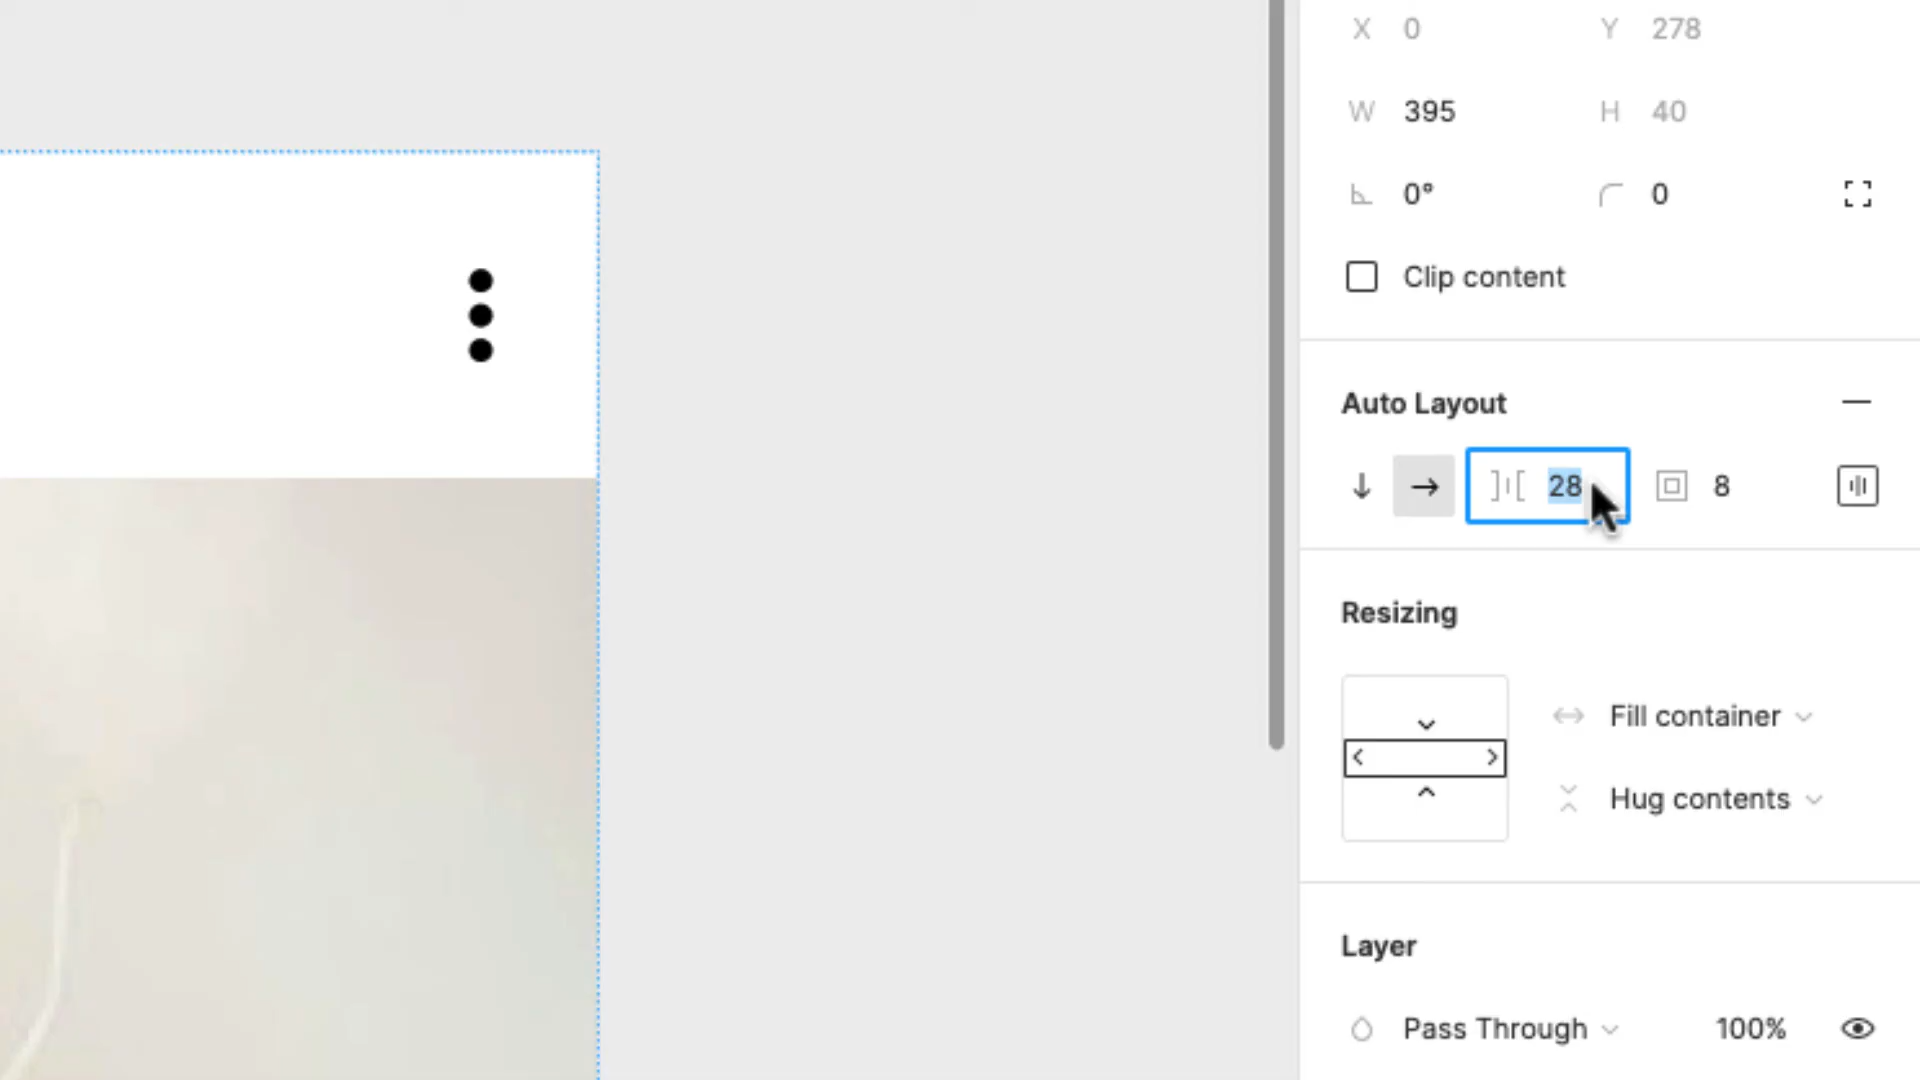 X 0 Y 278
W 395 H 40
0° 0
Clip content
Auto Layout
28 8
Resizing
Fill container
Hug contents
Layer
Pass Through 100%